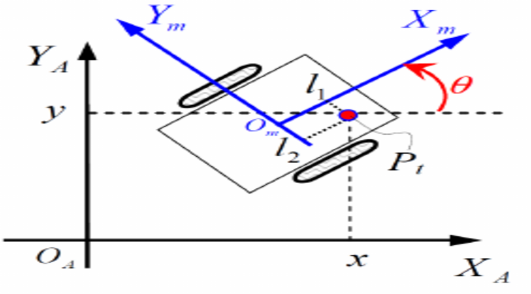 Y_m
X_m
Y_A
θ
l_1
y
O_m
l_2
P_t
O_A
x
X_A